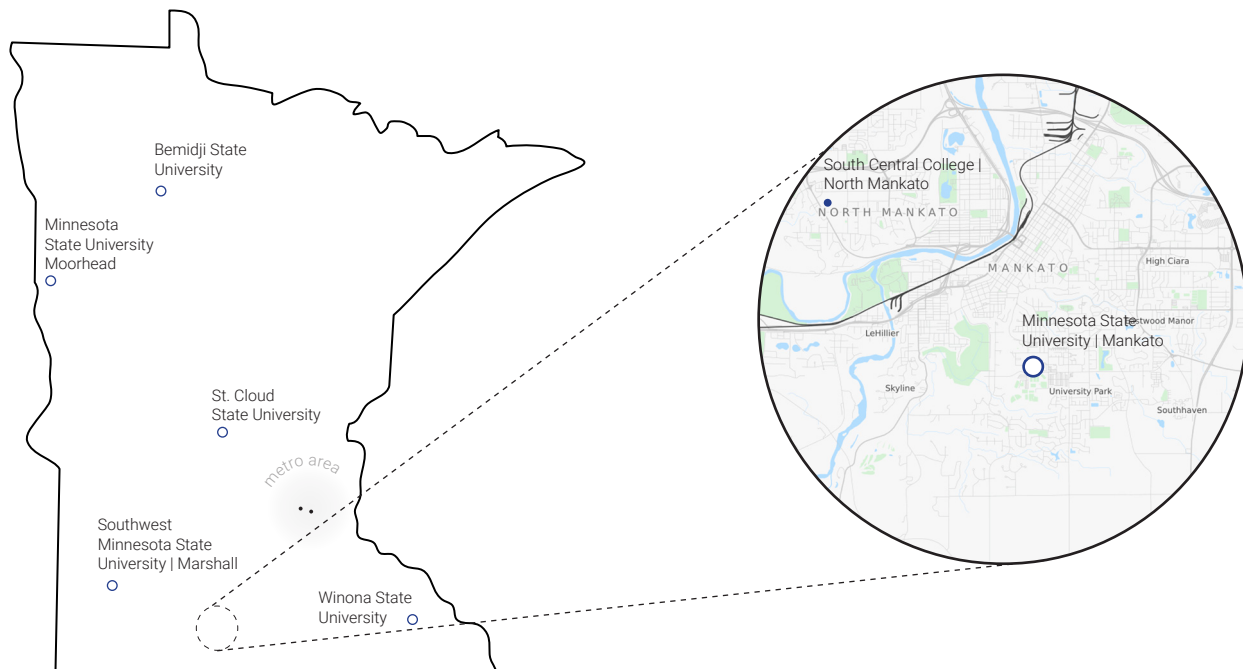 Bemidji State
University
Minnesota
State University
Moorhead
St. Cloud
State University
metro area
Southwest
Minnesota State
University | Marshall
Winona State
University
South Central College |
North Mankato
NORTH MANKATO
MANKATO
High Ciara
Minnesota State
University | Mankato
Eastwood Manor
LeHillier
Skyline
University Park
Southhaven